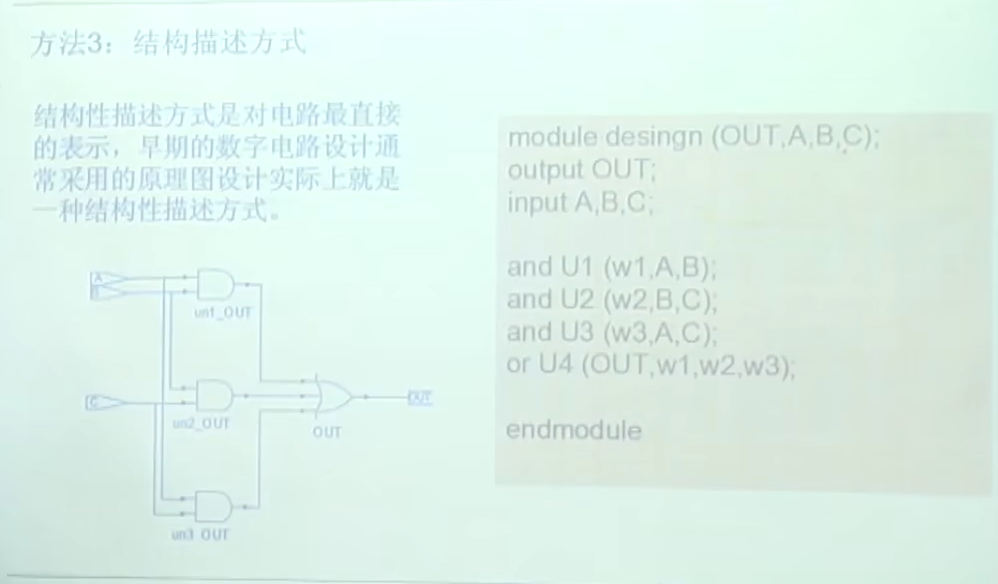 方法3：结构描述方式
结构性描述方式是对电路最直接
的表示，早期的数字电路设计通
常采用的原理图设计实际上就是
一种结构性描述方式。
module desingn (OUT,A,B,C);
output OUT;
input A,B,C;
and U1 (w1,A,B);
and U2 (w2,B,C);
and U3 (w3,A,C);
or U4 (OUT,w1,w2,w3);
endmodule
A
un1_OUT
C
un2_OUT
OUT
OUT
un3_OUT